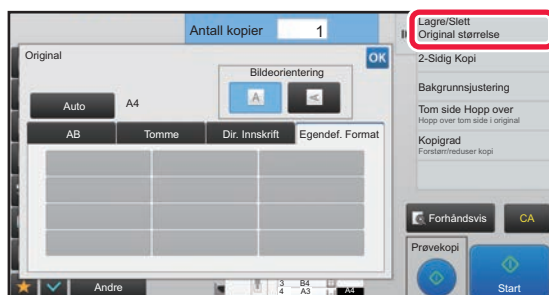 Antall kopier 1
Original
OK
Bildeorientering
A
A
Auto A4
AB Tomme Dir. Innskrift Egendef. Format
Andre
3 B4
4 A3 A4
Lagre/Slett
Original størrelse
2-Sidig Kopi
Bakgrunnsjustering
Tom side Hopp over
Hopp over tom side i original
Kopigrad
Forstørr/reduser kopi
Forhåndsvis CA
Prøvekopi
Start